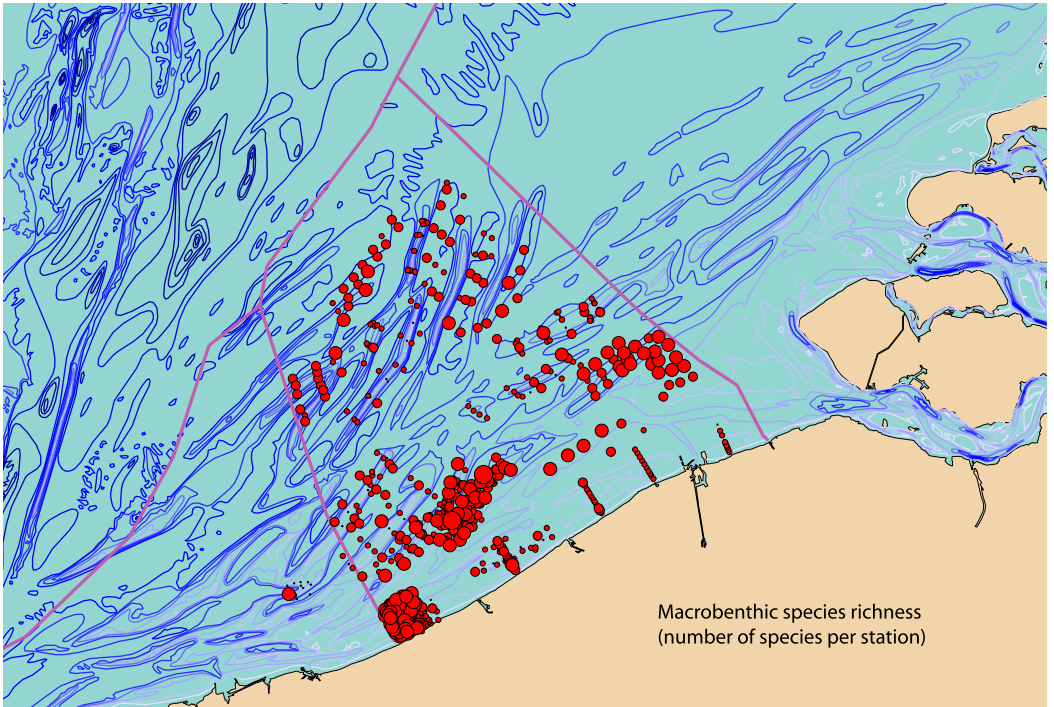 Macrobenthic species richness
(number of species per station)